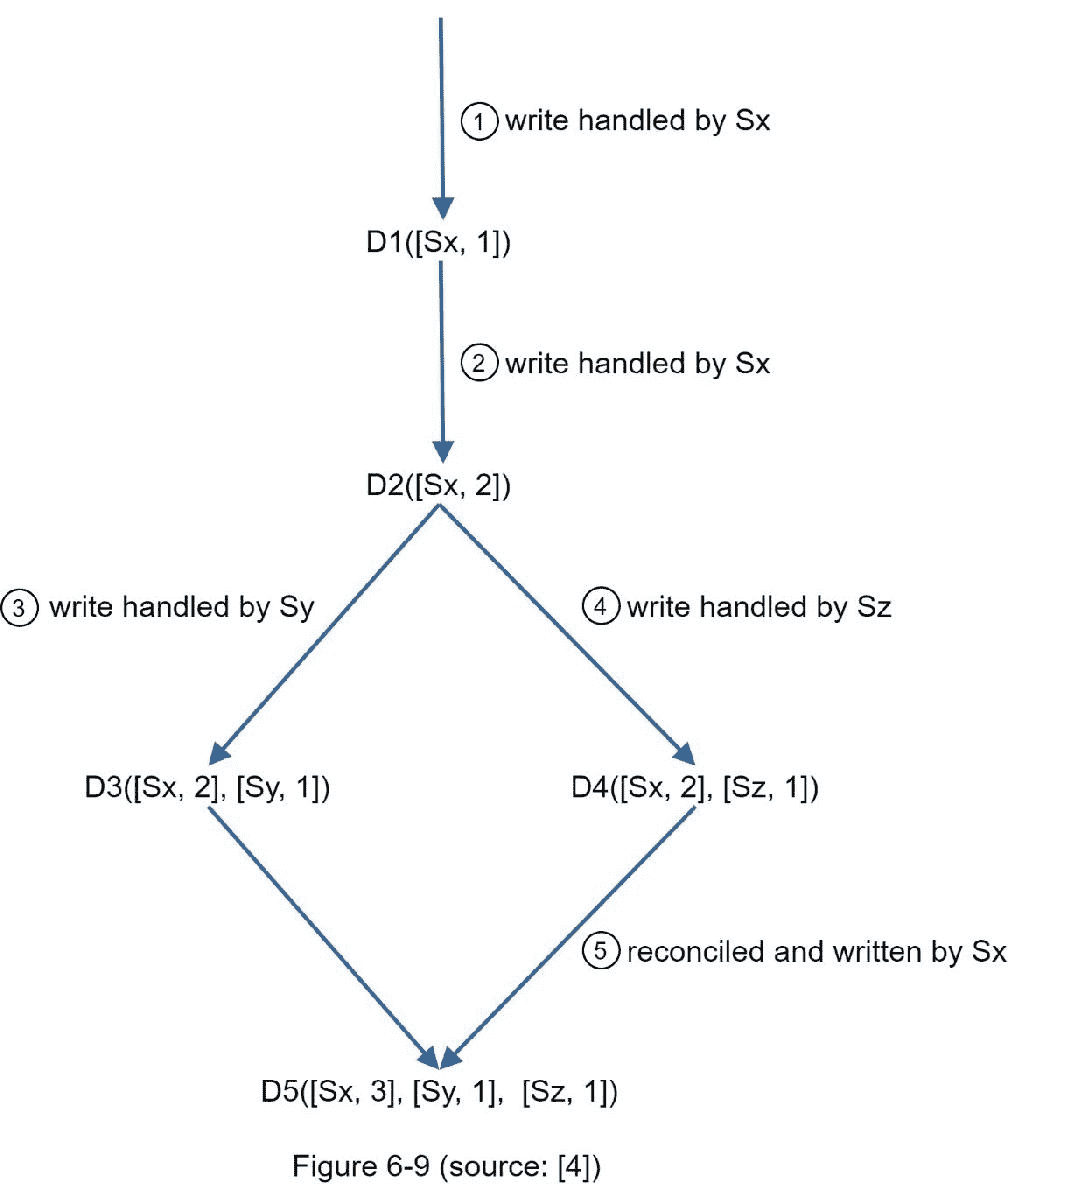 ① write handled by Sx
D1([Sx, 1])
② write handled by Sx
D2([Sx, 2])
③ write handled by Sy
④ write handled by Sz
D3([Sx, 2], [Sy, 1])
D4([Sx, 2], [Sz, 1])
⑤ reconciled and written by Sx
D5([Sx, 3], [Sy, 1], [Sz, 1])
Figure 6-9 (source: [4])